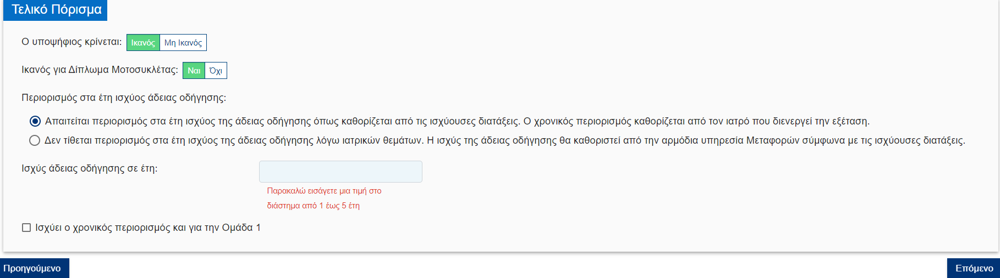 Τελικό Πόρισμα
Ο υποψήφιος κρίνεται: Ικανός Μη Ικανός
Ικανός για Δίπλωμα Μοτοσυκλέτας: Ναι Όχι
Περιορισμός στα έτη ισχύος άδειας οδήγησης:
Απαιτείται περιορισμός στα έτη ισχύος της άδειας οδήγησης όπως καθορίζεται από τις ισχύουσες διατάξεις. Ο χρονικός περιορισμός καθορίζεται από τον ιατρό που διενεργεί την εξέταση.
Δεν τίθεται περιορισμός στα έτη ισχύος της άδειας οδήγησης λόγω ιατρικών θεμάτων. Η ισχύς της άδειας οδήγησης θα καθοριστεί από την αρμόδια υπηρεσία Μεταφορών σύμφωνα με τις ισχύουσες διατάξεις.
Ισχύς άδειας οδήγησης σε έτη:
Παρακαλώ εισάγετε μια τιμή στο
διάστημα από 1 έως 5 έτη
Ισχύει ο χρονικός περιορισμός και για την Ομάδα 1
Προηγούμενο Επόμενο